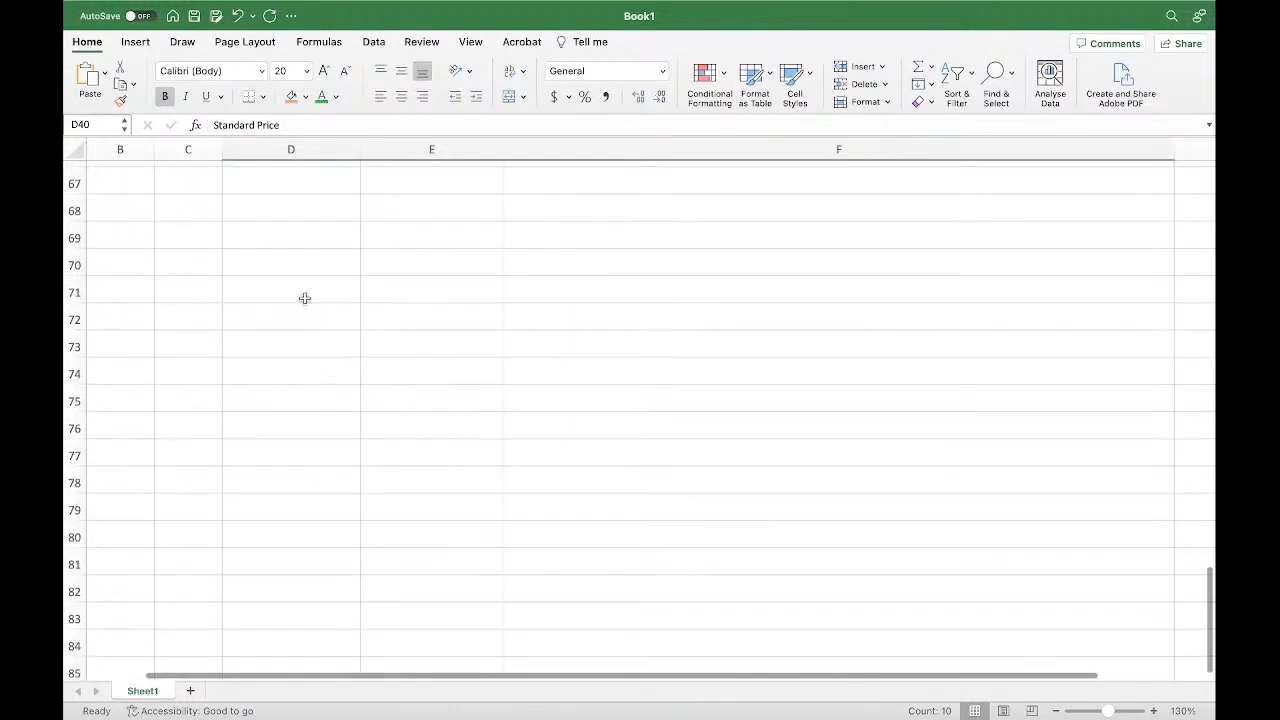 AutoSave OFF Book1
Home Insert Draw Page Layout Formulas Data Review View Acrobat Tell me Comments Share
Paste Calibri (Body) 20 General Conditional Formatting Format as Table Cell Styles Insert Delete Format Sort & Filter Find & Select Analyse Data Create and Share Adobe PDF
D40 fx Standard Price
B C D E F
67
68
69
70
71
72
73
74
75
76
77
78
79
80
81
82
83
84
85
Sheet1
Ready Accessibility: Good to go Count: 10 130%